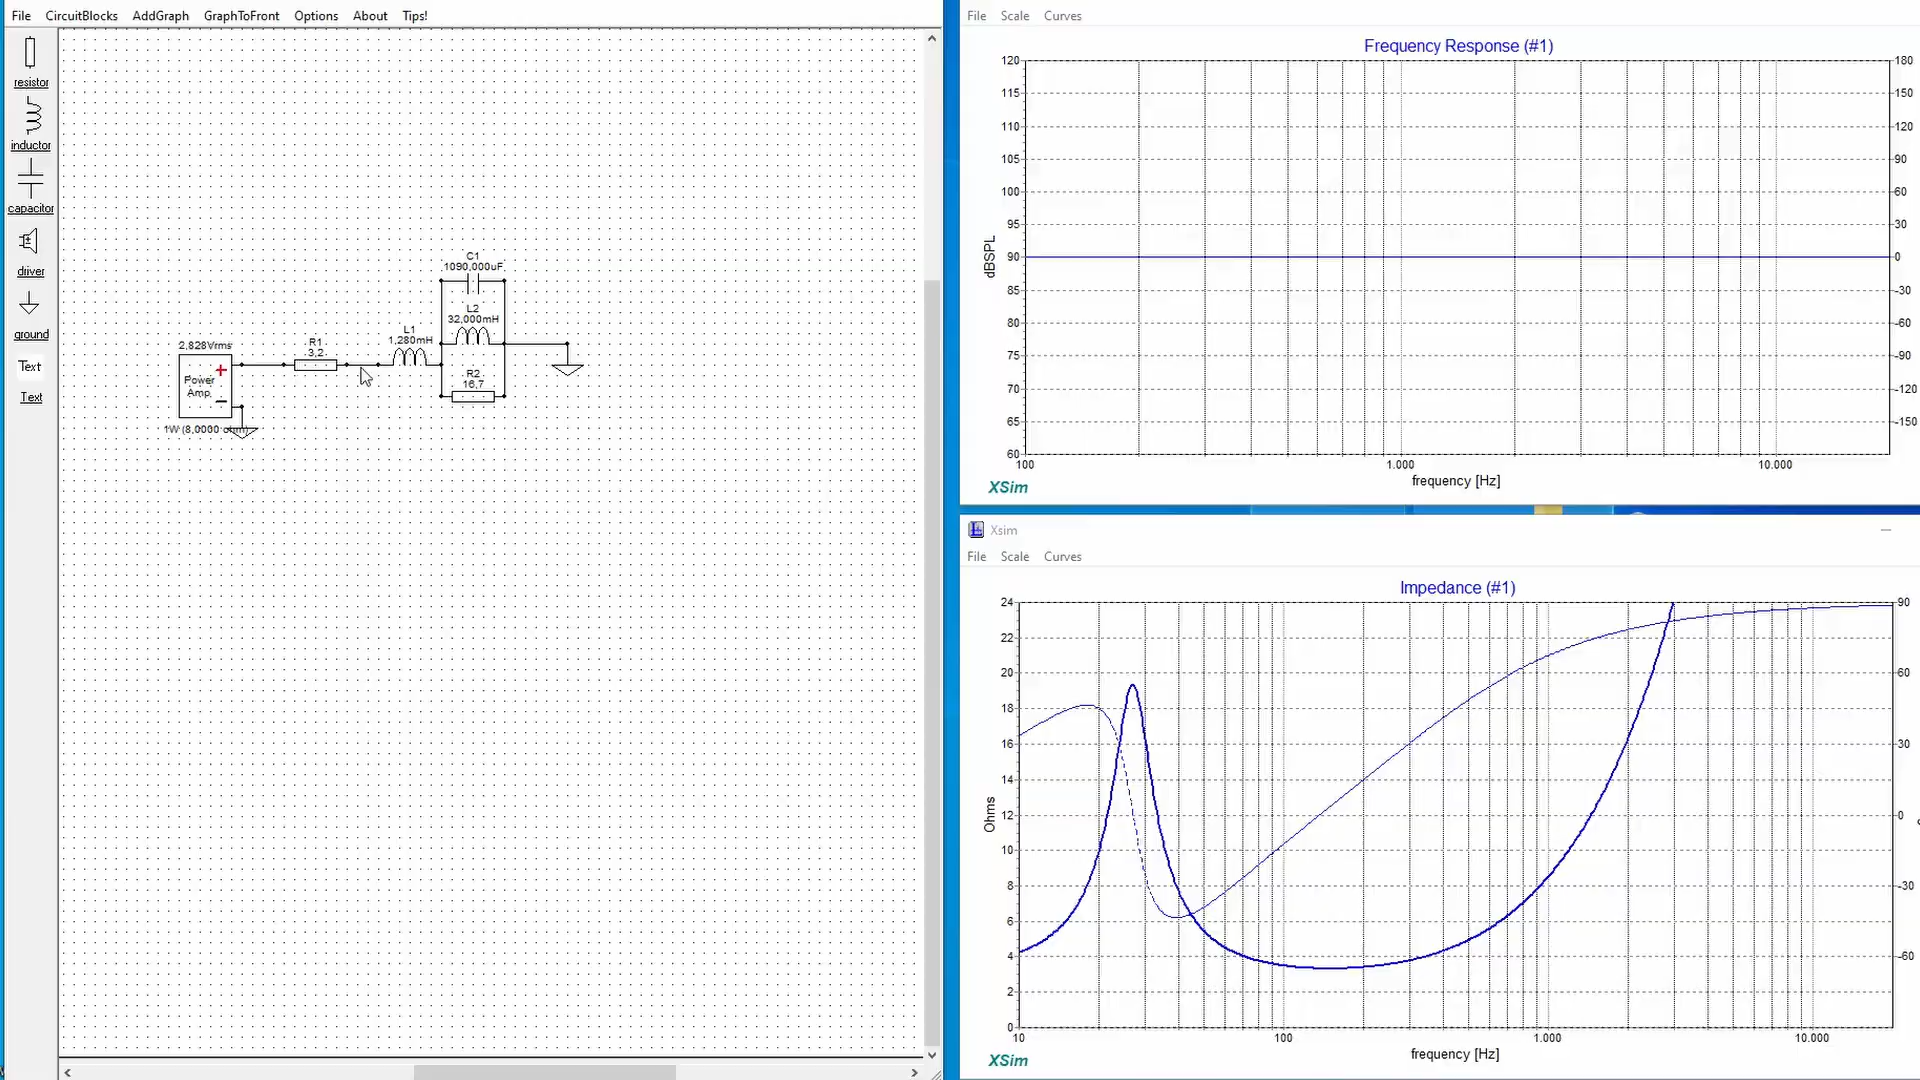 File CircuitBlocks AddGraph GraphToFront Options About Tips!
resistor
inductor
capacitor
driver
ground
Text
Text
C1
1090,000uF
L2
32,000mH
L1
1,280mH
R1
3,2
R2
16,7
2,828Vrms
Power
Amp
1W (8,0000 ohm)
File Scale Curves
Frequency Response (#1)
120 180
115 150
110 120
105 90
100 60
95 30
90 0
85 -30
80 -60
75 -90
70 -120
65 -150
60
dBSPL
100 1.000 10.000
frequency [Hz]
XSim
Xsim
File Scale Curves
Impedance (#1)
24 90
22
20 60
18
16 30
14
12 0
10
8 -30
6
4 -60
2
0
Ohms
10 100 1.000 10.000
frequency [Hz]
XSim